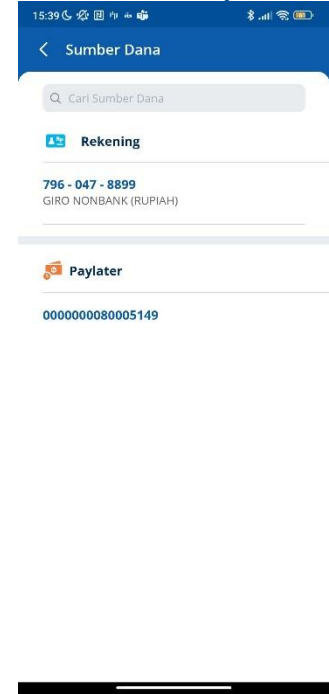 15:39
Sumber Dana
Cari Sumber Dana
Rekening
796 - 047 - 8899
GIRO NONBANK (RUPIAH)
Paylater
0000000080005149